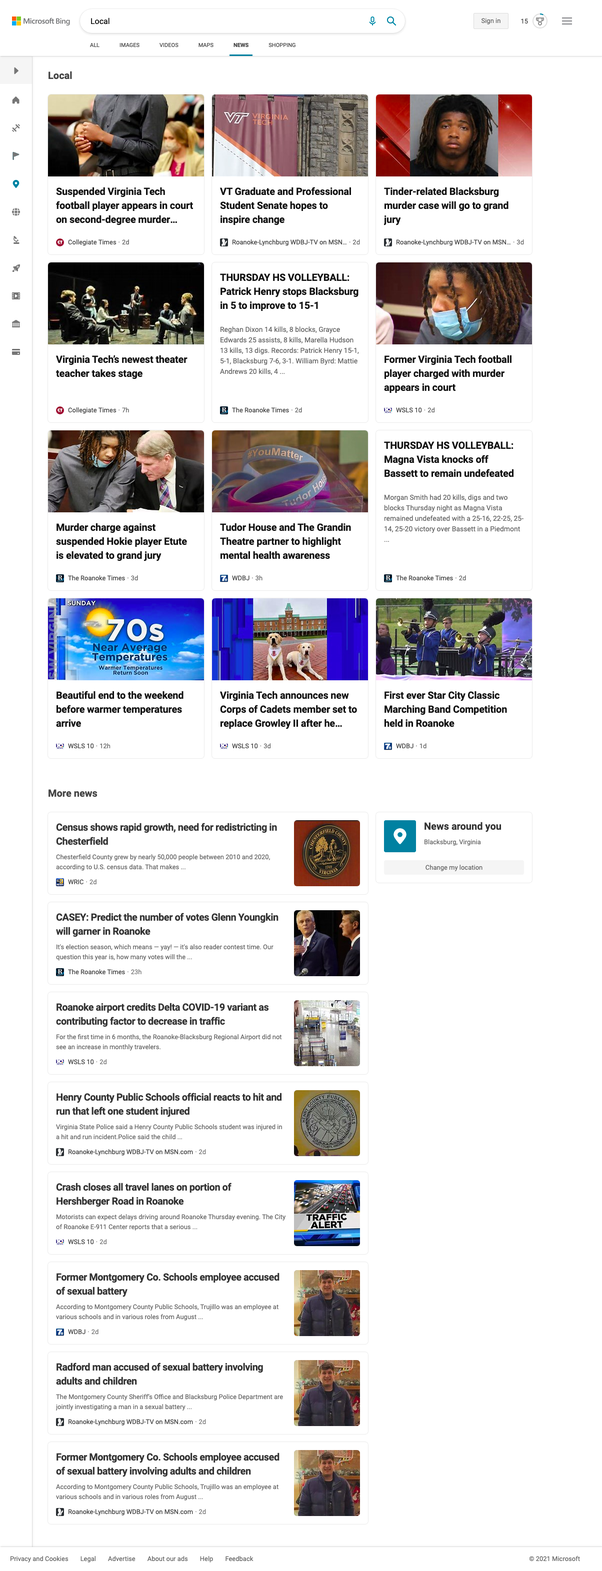 Microsoft Bing
Local
Sign in
15
ALL
IMAGES
VIDEOS
MAPS
NEWS
SHOPPING
Local
VT VIRGINIA
TECH
Suspended Virginia Tech
football player appears in court
on second-degree murder...
Collegiate Times · 2d
VT Graduate and Professional
Student Senate hopes to
inspire change
Roanoke-Lynchburg WDBJ-TV on MSN... · 2d
Tinder-related Blacksburg
murder case will go to grand
jury
Roanoke-Lynchburg WDBJ-TV on MSN... · 3d
Virginia Tech's newest theater
teacher takes stage
Collegiate Times · 7h
THURSDAY HS VOLLEYBALL:
Patrick Henry stops Blacksburg
in 5 to improve to 15-1
Reghan Dixon 14 kills, 8 blocks, Grayce
Edwards 25 assists, 8 kills, Marella Hudson
13 kills, 13 digs. Records: Patrick Henry 15-1,
5-1, Blacksburg 7-6, 3-1. William Byrd: Mattie
Andrews 20 kills, 4 ...
The Roanoke Times · 2d
Former Virginia Tech football
player charged with murder
appears in court
WSLS 10 · 2d
Murder charge against
suspended Hokie player Etute
is elevated to grand jury
The Roanoke Times · 3d
#YouMatter
Tudor Ho
Tudor House and The Grandin
Theatre partner to highlight
mental health awareness
WDBJ · 3h
THURSDAY HS VOLLEYBALL:
Magna Vista knocks off
Bassett to remain undefeated
Morgan Smith had 20 kills, digs and two
blocks Thursday night as Magna Vista
remained undefeated with a 25-16, 22-25, 25-
14, 25-20 victory over Bassett in a Piedmont
...
The Roanoke Times · 2d
SUNDAY
70s
Near Average
Temperatures
Warmer Temperatures
Return Soon
Beautiful end to the weekend
before warmer temperatures
arrive
WSLS 10 · 12h
Virginia Tech announces new
Corps of Cadets member set to
replace Growley II after he...
WSLS 10 · 3d
First ever Star City Classic
Marching Band Competition
held in Roanoke
WDBJ · 1d
More news
Census shows rapid growth, need for redistricting in
Chesterfield
Chesterfield County grew by nearly 50,000 people between 2010 and 2020,
according to U.S. census data. That makes ...
WRIC · 2d
CHESTERFIELD COUNTY
VIRGINIA
News around you
Blacksburg, Virginia
Change my location
CASEY: Predict the number of votes Glenn Youngkin
will garner in Roanoke
It's election season, which means — yay! — it's also reader contest time. Our
question this year is, how many votes will the ...
The Roanoke Times · 23h
Roanoke airport credits Delta COVID-19 variant as
contributing factor to decrease in traffic
For the first time in 6 months, the Roanoke-Blacksburg Regional Airport did not
see an increase in monthly travelers.
WSLS 10 · 2d
Henry County Public Schools official reacts to hit and
run that left one student injured
Virginia State Police said a Henry County Public Schools student was injured in
a hit and run incident.Police said the child ...
Roanoke-Lynchburg WDBJ-TV on MSN.com · 2d
HENRY COUNTY PUBLIC SCHOOLS
Crash closes all travel lanes on portion of
Hershberger Road in Roanoke
Motorists can expect delays driving around Roanoke Thursday evening. The City
of Roanoke E-911 Center reports that a serious ...
WSLS 10 · 2d
TRAFFIC
ALERT
Former Montgomery Co. Schools employee accused
of sexual battery
According to Montgomery County Public Schools, Trujillo was an employee at
various schools and in various roles from August ...
WDBJ · 2d
Radford man accused of sexual battery involving
adults and children
The Montgomery County Sheriff's Office and Blacksburg Police Department are
jointly investigating a man in a sexual battery ...
Roanoke-Lynchburg WDBJ-TV on MSN.com · 2d
Former Montgomery Co. Schools employee accused
of sexual battery involving adults and children
According to Montgomery County Public Schools, Trujillo was an employee at
various schools and in various roles from August ...
Roanoke-Lynchburg WDBJ-TV on MSN.com · 2d
Privacy and Cookies
Legal
Advertise
About our ads
Help
Feedback
© 2021 Microsoft